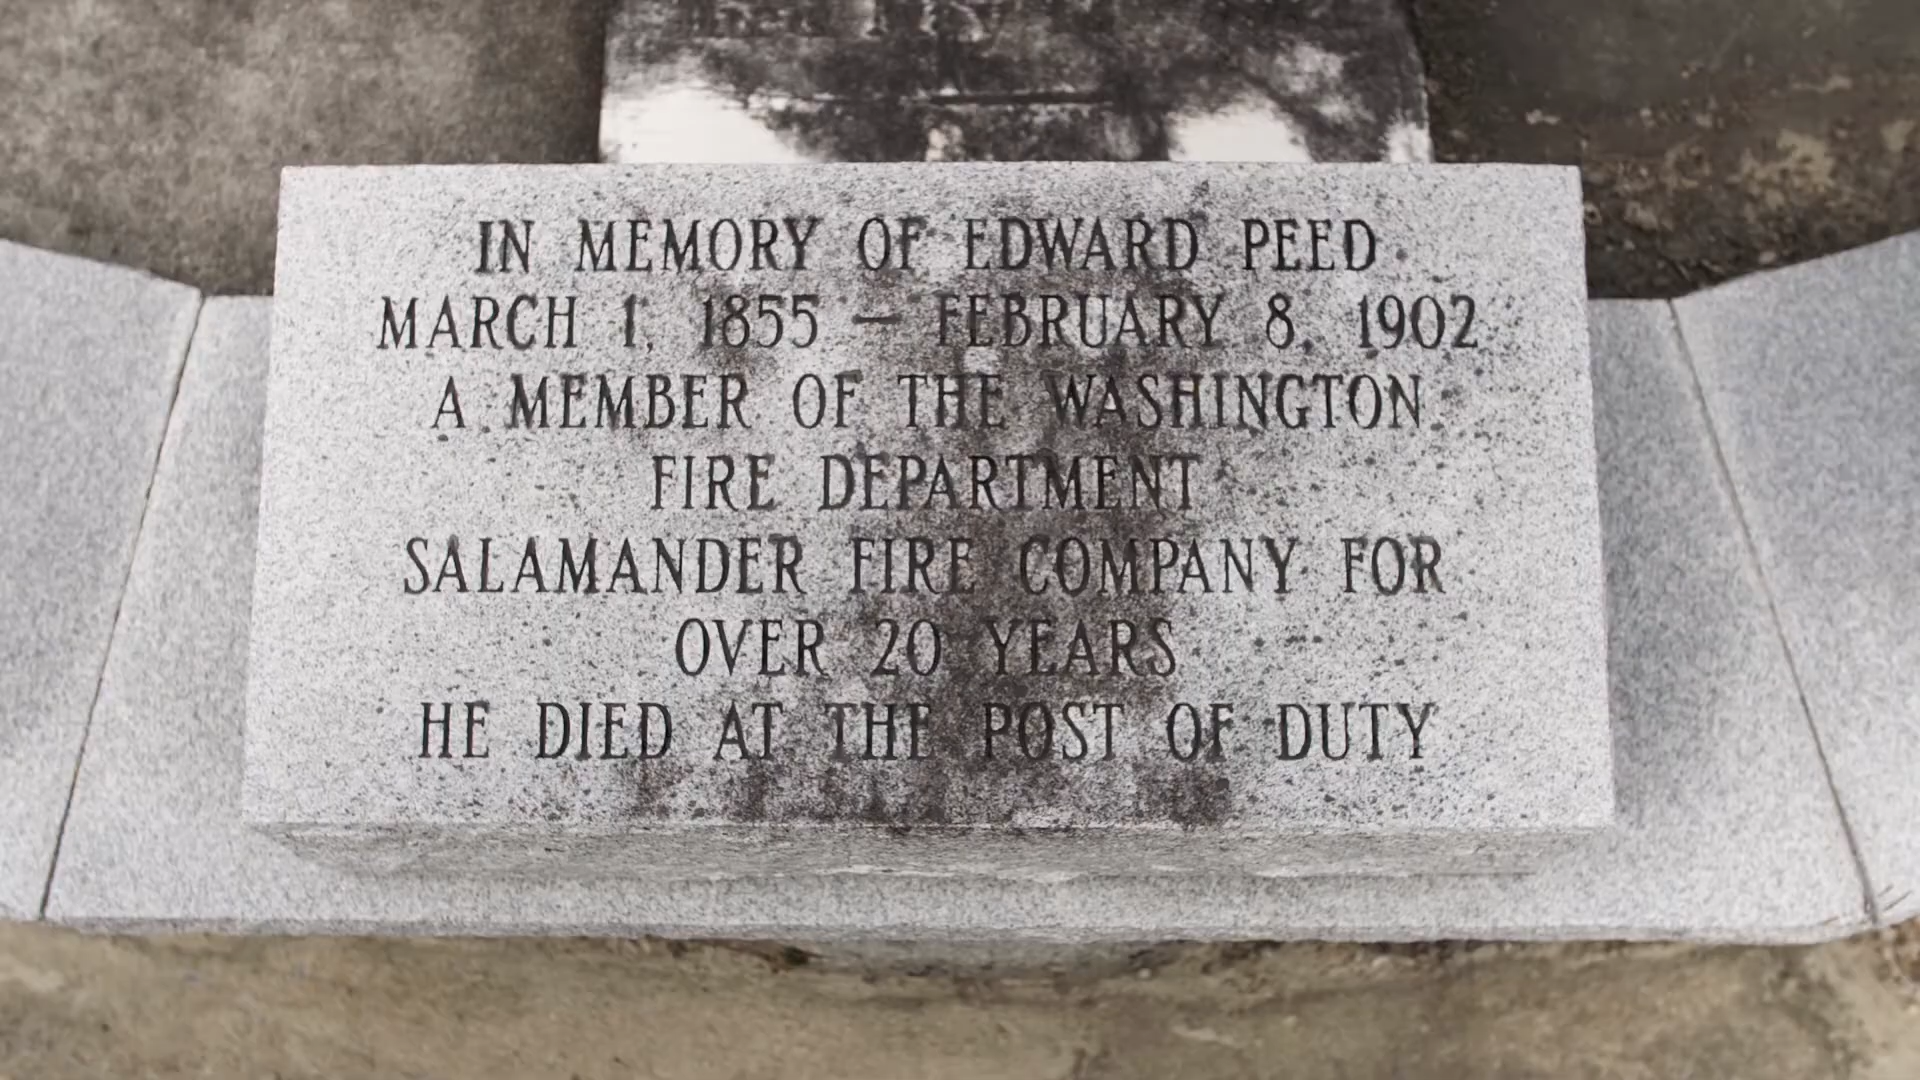 IN MEMORY OF EDWARD PEED
MARCH 1, 1855 – FEBRUARY 8, 1902
A MEMBER OF THE WASHINGTON
FIRE DEPARTMENT
SALAMANDER FIRE COMPANY FOR
OVER 20 YEARS
HE DIED AT THE POST OF DUTY